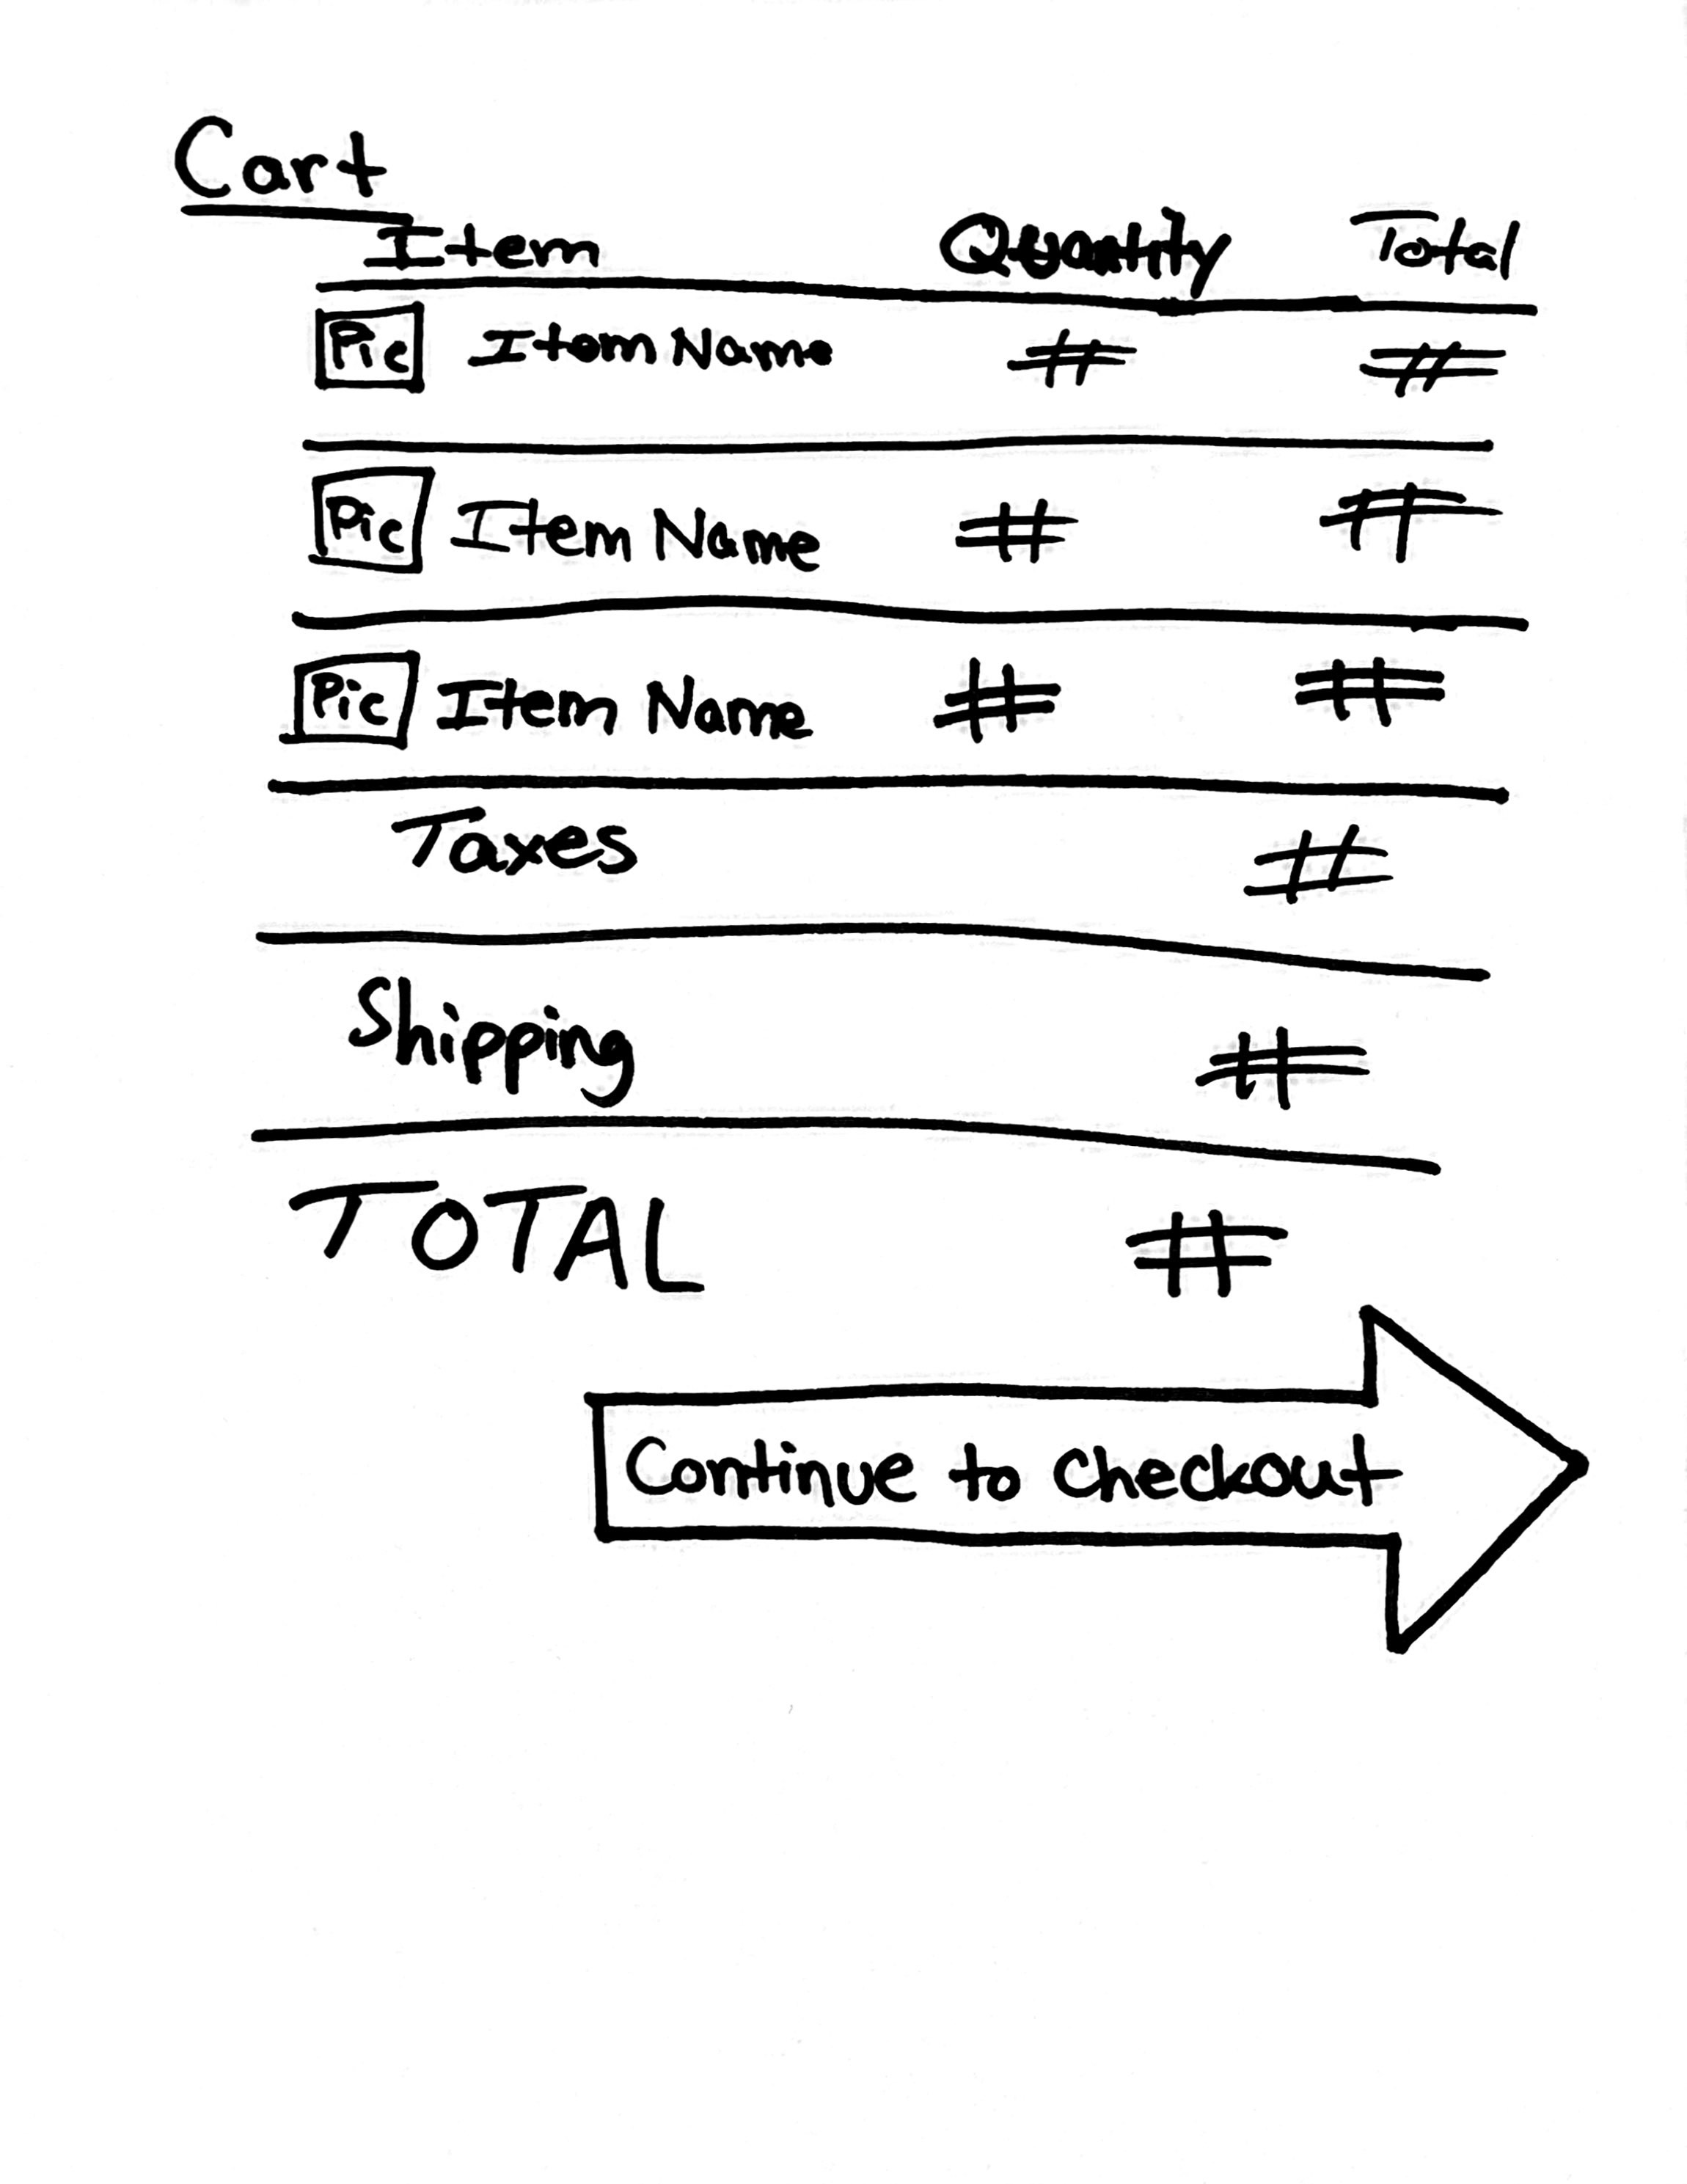 Cart
Item Quantity Total
Pic Item Name # #
Pic Item Name # #
Pic Item Name # #
Taxes #
Shipping #
TOTAL #
Continue to Checkout